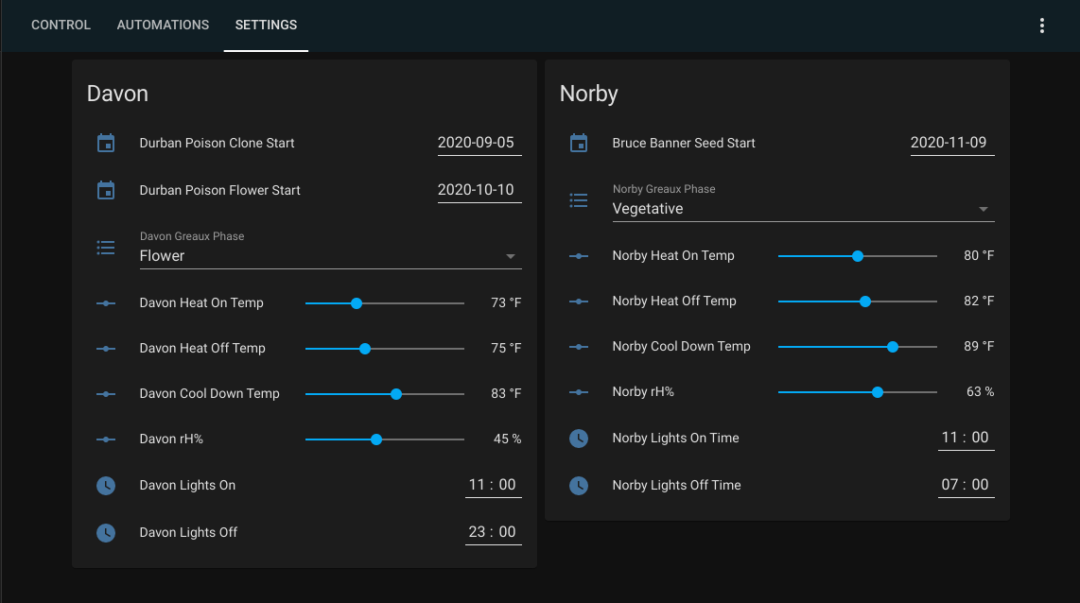 CONTROL AUTOMATIONS SETTINGS
Davon
Durban Poison Clone Start 2020-09-05
Durban Poison Flower Start 2020-10-10
Davon Greaux Phase
Flower
Davon Heat On Temp 73 °F
Davon Heat Off Temp 75 °F
Davon Cool Down Temp 83 °F
Davon rH% 45 %
Davon Lights On 11 : 00
Davon Lights Off 23 : 00
Norby
Bruce Banner Seed Start 2020-11-09
Norby Greaux Phase
Vegetative
Norby Heat On Temp 80 °F
Norby Heat Off Temp 82 °F
Norby Cool Down Temp 89 °F
Norby rH% 63 %
Norby Lights On Time 11 : 00
Norby Lights Off Time 07 : 00